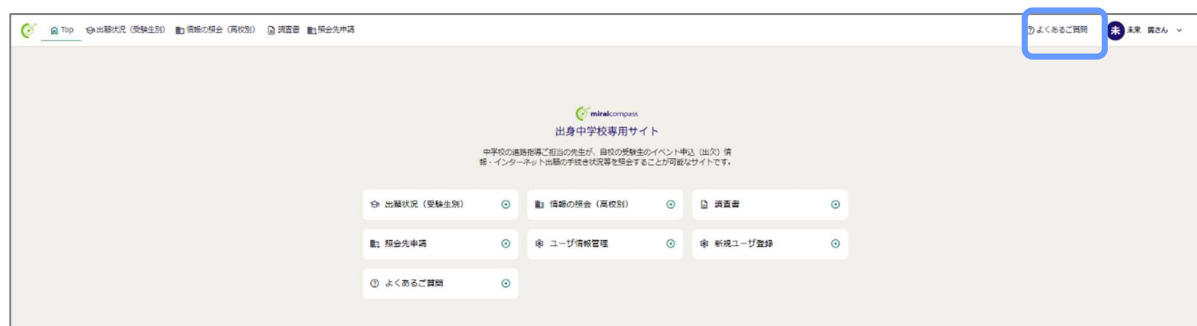 Top 出願状況（受験生別） 情報の照会（高校別） 調査書 照会先申請 よくあるご質問 未 未来 翼さん
miraicompass
出身中学校専用サイト
中学校の進路指導ご担当の先生が、自校の受験生のイベント申込（出欠）情
報・インターネット出願の手続き状況等を照会することが可能なサイトです。
出願状況（受験生別） 情報の照会（高校別） 調査書
照会先申請 ユーザ情報管理 新規ユーザ登録
よくあるご質問